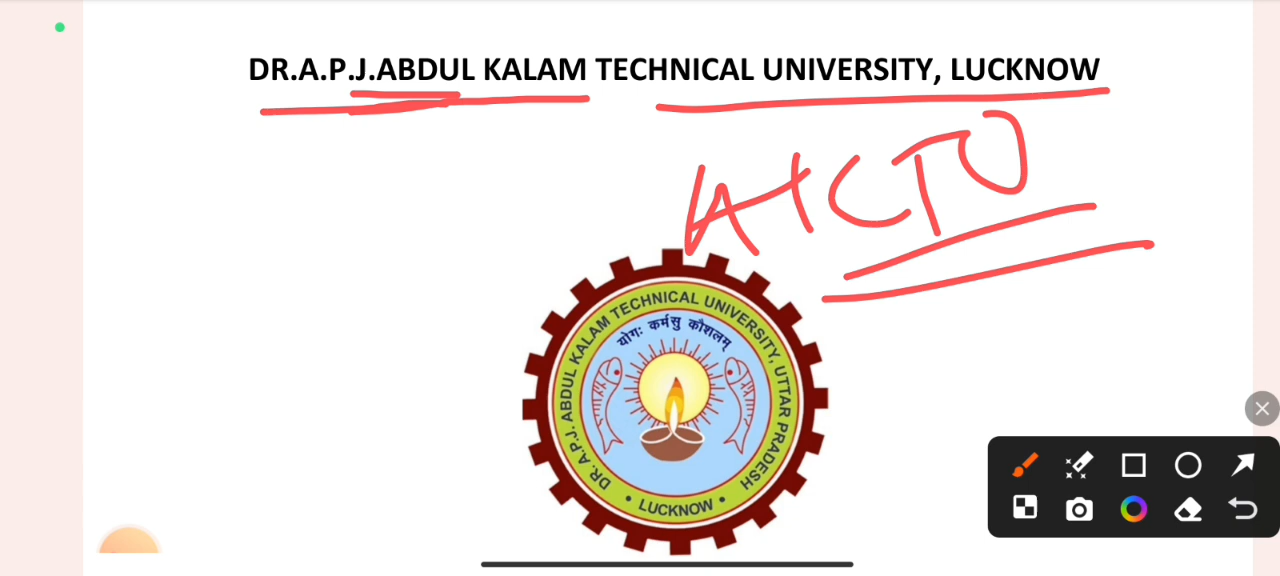 DR.A.P.J.ABDUL KALAM TECHNICAL UNIVERSITY, LUCKNOW
AKTU
DR. A.P.J. ABDUL KALAM TECHNICAL UNIVERSITY, UTTAR PRADESH
योगः कर्मसु कौशलम्
• LUCKNOW •